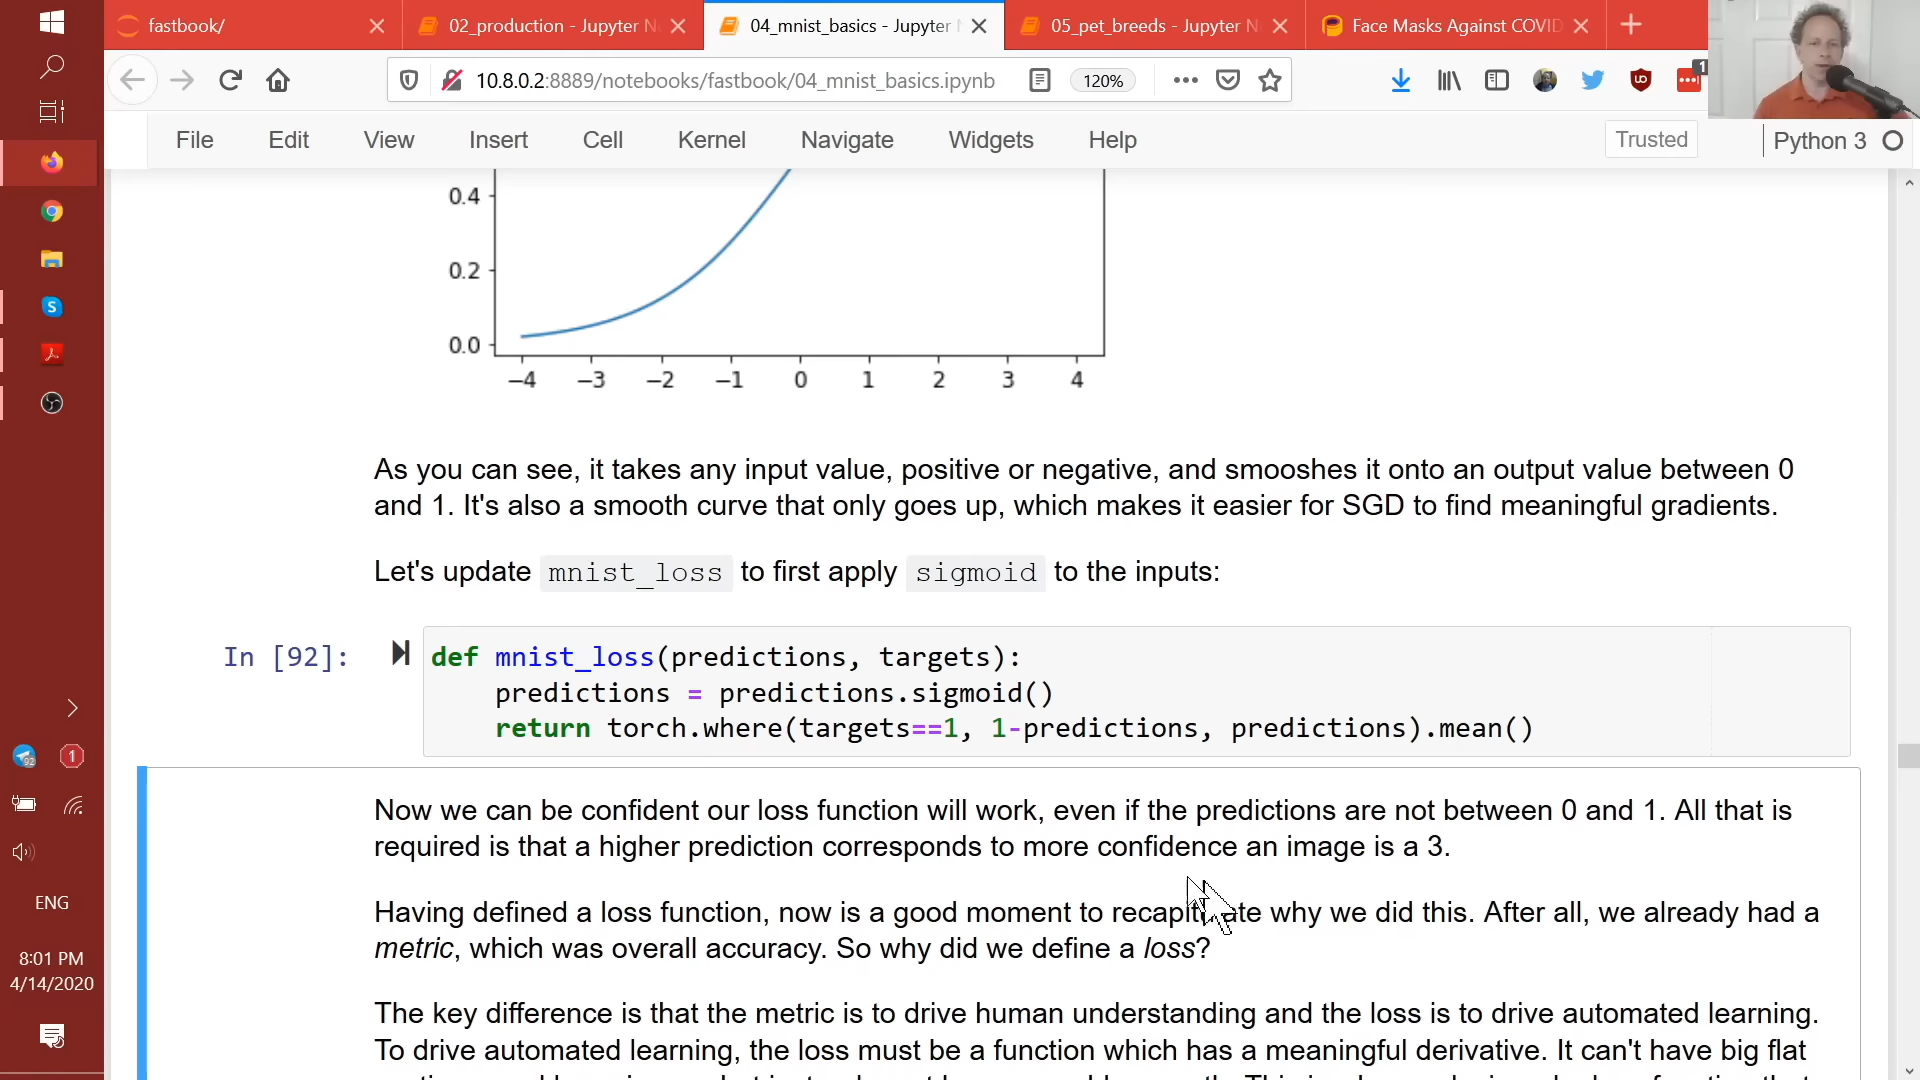 fastbook/
02_production - Jupyter N
04_mnist_basics - Jupyter
05_pet_breeds - Jupyter N
Face Masks Against COVID
10.8.0.2:8889/notebooks/fastbook/04_mnist_basics.ipynb
120%
1
File Edit View Insert Cell Kernel Navigate Widgets Help
Trusted
Python 3
0.4
0.2
0.0
−4 −3 −2 −1 0 1 2 3 4
As you can see, it takes any input value, positive or negative, and smooshes it onto an output value between 0
and 1. It's also a smooth curve that only goes up, which makes it easier for SGD to find meaningful gradients.
Let's update mnist_loss to first apply sigmoid to the inputs:
In [92]:
def mnist_loss(predictions, targets):
predictions = predictions.sigmoid()
return torch.where(targets==1, 1-predictions, predictions).mean()
Now we can be confident our loss function will work, even if the predictions are not between 0 and 1. All that is
required is that a higher prediction corresponds to more confidence an image is a 3.
Having defined a loss function, now is a good moment to recapitulate why we did this. After all, we already had a
metric, which was overall accuracy. So why did we define a loss?
The key difference is that the metric is to drive human understanding and the loss is to drive automated learning.
To drive automated learning, the loss must be a function which has a meaningful derivative. It can't have big flat
92
1
ENG
8:01 PM
4/14/2020